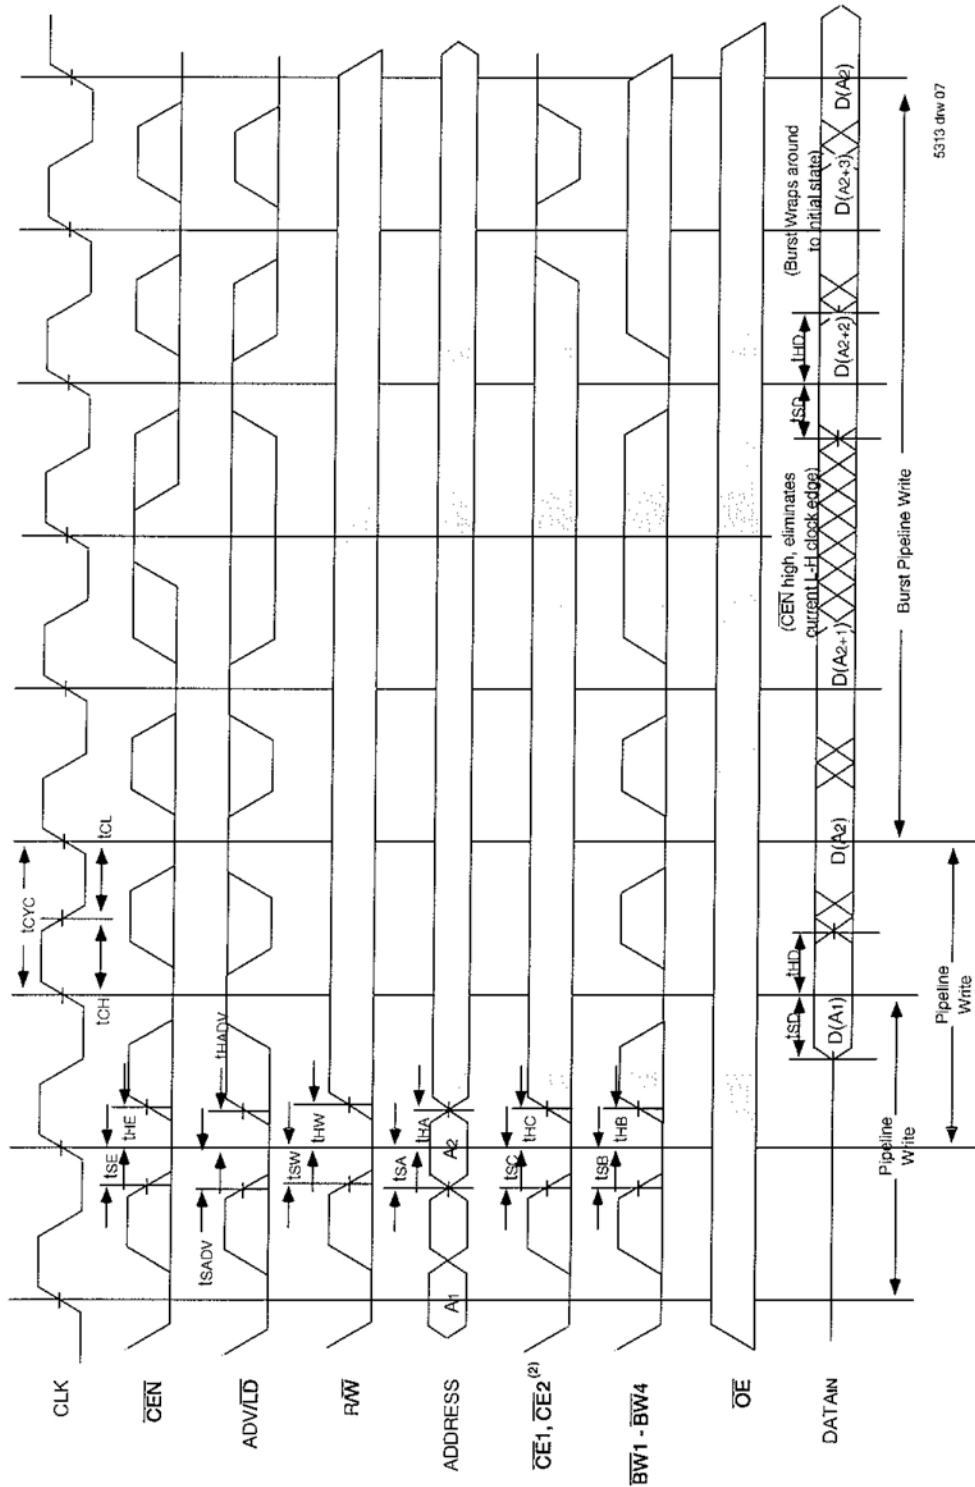 CLK
tCYC
tCH
tCL
CEN
tSE
tHE
ADV/LD
tSADV
tHADV
R/W
tSW
tHW
ADDRESS
A1
A2
tSA
tHA
CE1, CE2 (2)
tSC
tHC
BW1 - BW4
tSB
tHB
OE
(CEN high, eliminates
current L-H clock edge)
(Burst Wraps around
to initial state)
tSD
tHD
tSD
tHD
DATAIN
D(A1)
D(A2)
D(A2+1)
D(A2+2)
D(A2+3)
D(A2)
Pipeline
Write
Pipeline
Write
Burst Pipeline Write
5313 drw 07